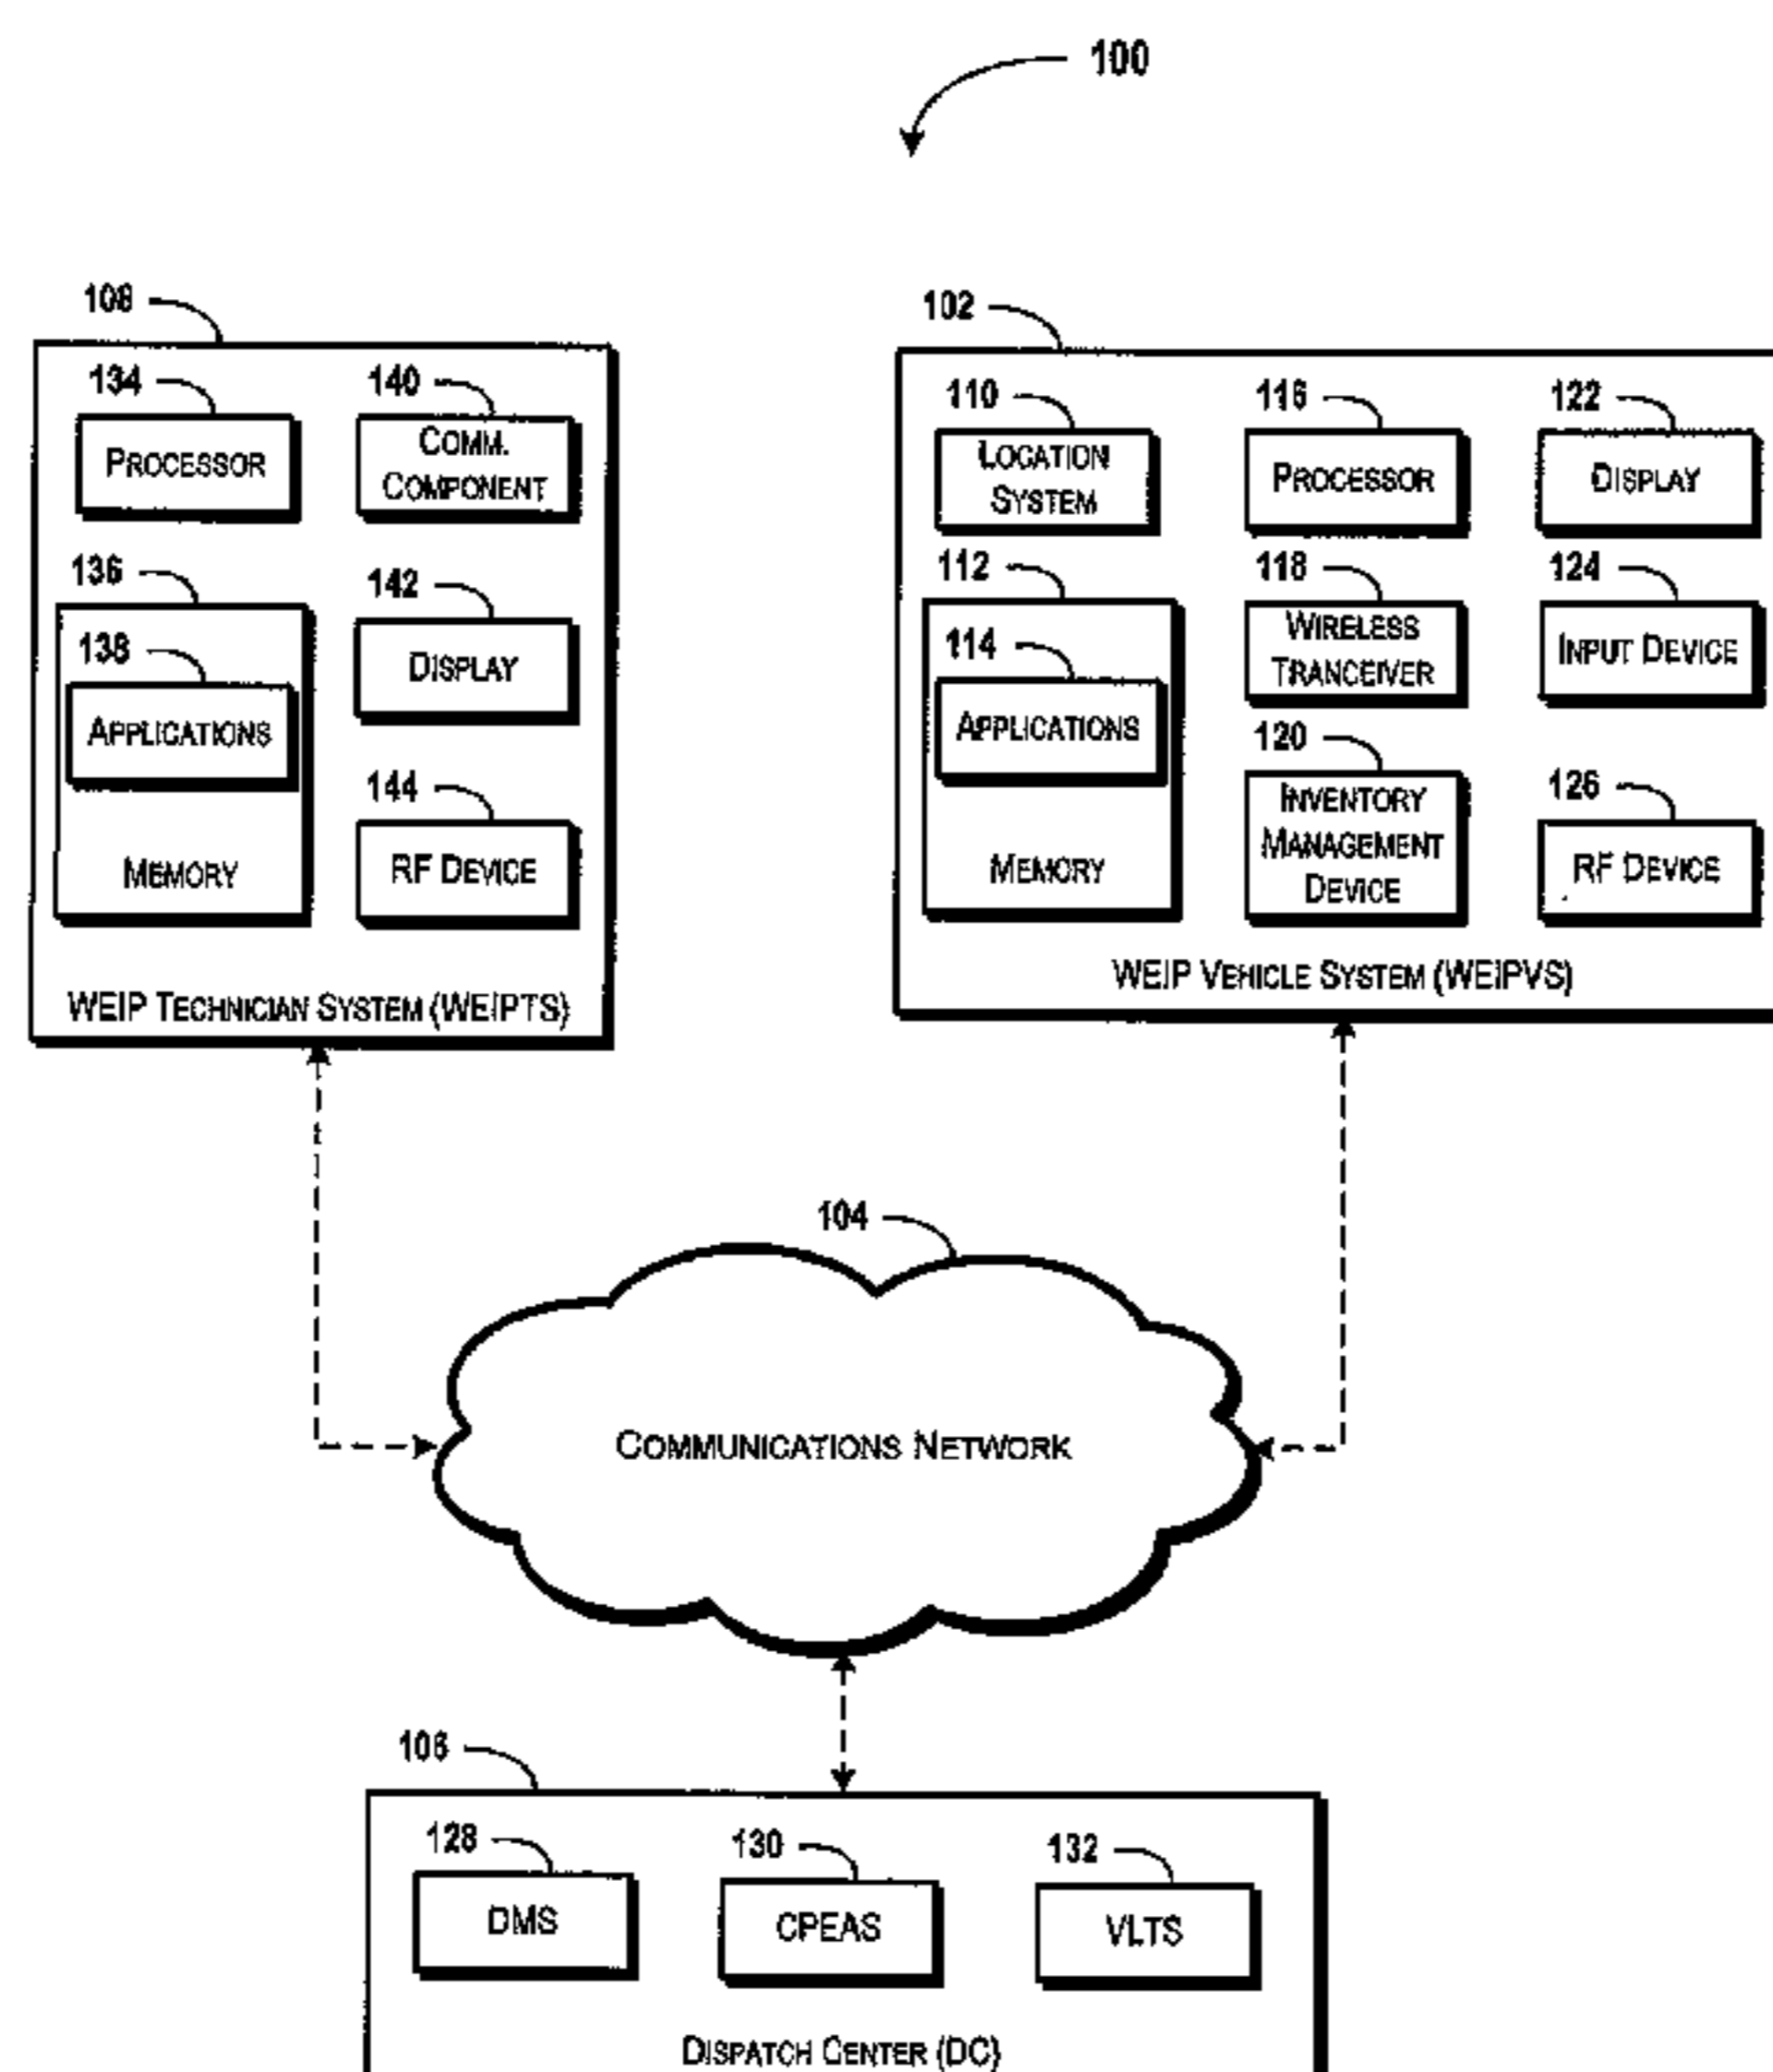 100
108
134
PROCESSOR
140
COMM.
COMPONENT
136
138
APPLICATIONS
MEMORY
142
DISPLAY
144
RF DEVICE
WEIP TECHNICIAN SYSTEM (WEIPTS)
102
110
LOCATION
SYSTEM
116
PROCESSOR
122
DISPLAY
112
114
APPLICATIONS
MEMORY
118
WIRELESS
TRANCEIVER
124
INPUT DEVICE
120
INVENTORY
MANAGEMENT
DEVICE
126
RF DEVICE
WEIP VEHICLE SYSTEM (WEIPVS)
104
COMMUNICATIONS NETWORK
106
128
DMS
130
CPEAS
132
VLTS
DISPATCH CENTER (DC)